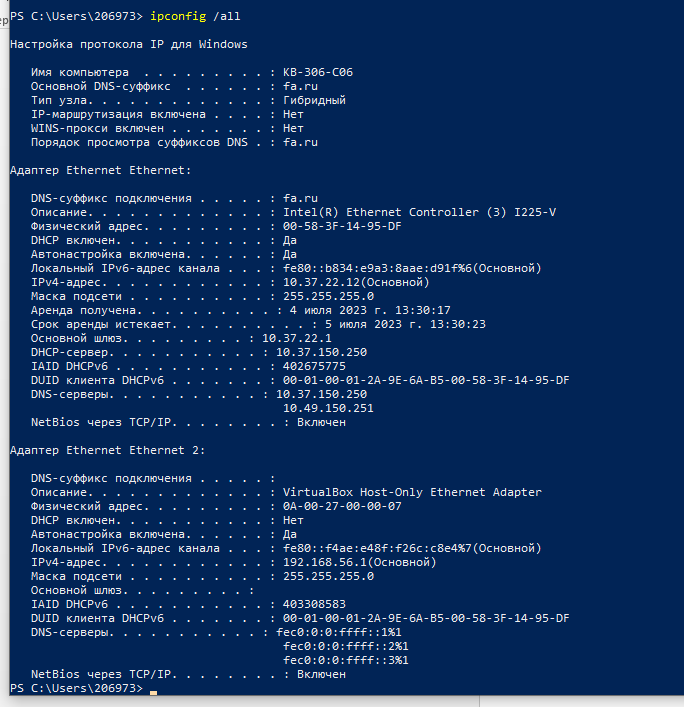 PS C:\Users\206973> ipconfig /all
Настройка протокола IP для Windows
Имя компьютера  . . . . . . . . . : KB-306-C06
Основной DNS-суффикс  . . . . . . : fa.ru
Тип узла. . . . . . . . . . . . . : Гибридный
IP-маршрутизация включена . . . . : Нет
WINS-прокси включен . . . . . . . : Нет
Порядок просмотра суффиксов DNS . : fa.ru
Адаптер Ethernet Ethernet:
DNS-суффикс подключения . . . . . : fa.ru
Описание. . . . . . . . . . . . . : Intel(R) Ethernet Controller (3) I225-V
Физический адрес. . . . . . . . . : 00-58-3F-14-95-DF
DHCP включен. . . . . . . . . . . : Да
Автонастройка включена. . . . . . : Да
Локальный IPv6-адрес канала . . . : fe80::b834:e9a3:8aae:d91f%6(Основной)
IPv4-адрес. . . . . . . . . . . . : 10.37.22.12(Основной)
Маска подсети . . . . . . . . . . : 255.255.255.0
Аренда получена. . . . . . . . . . : 4 июля 2023 г. 13:30:17
Срок аренды истекает. . . . . . . . . . : 5 июля 2023 г. 13:30:23
Основной шлюз. . . . . . . . . : 10.37.22.1
DHCP-сервер. . . . . . . . . . . : 10.37.150.250
IAID DHCPv6 . . . . . . . . . . . : 402675775
DUID клиента DHCPv6 . . . . . . . : 00-01-00-01-2A-9E-6A-B5-00-58-3F-14-95-DF
DNS-серверы. . . . . . . . . . . : 10.37.150.250
10.49.150.251
NetBios через TCP/IP. . . . . . . . : Включен
Адаптер Ethernet Ethernet 2:
DNS-суффикс подключения . . . . . :
Описание. . . . . . . . . . . . . : VirtualBox Host-Only Ethernet Adapter
Физический адрес. . . . . . . . . : 0A-00-27-00-00-07
DHCP включен. . . . . . . . . . . : Нет
Автонастройка включена. . . . . . : Да
Локальный IPv6-адрес канала . . . : fe80::f4ae:e48f:f26c:c8e4%7(Основной)
IPv4-адрес. . . . . . . . . . . . : 192.168.56.1(Основной)
Маска подсети . . . . . . . . . . : 255.255.255.0
Основной шлюз. . . . . . . . . :
IAID DHCPv6 . . . . . . . . . . . : 403308583
DUID клиента DHCPv6 . . . . . . . : 00-01-00-01-2A-9E-6A-B5-00-58-3F-14-95-DF
DNS-серверы. . . . . . . . . . . : fec0:0:0:ffff::1%1
fec0:0:0:ffff::2%1
fec0:0:0:ffff::3%1
NetBios через TCP/IP. . . . . . . . : Включен
PS C:\Users\206973>